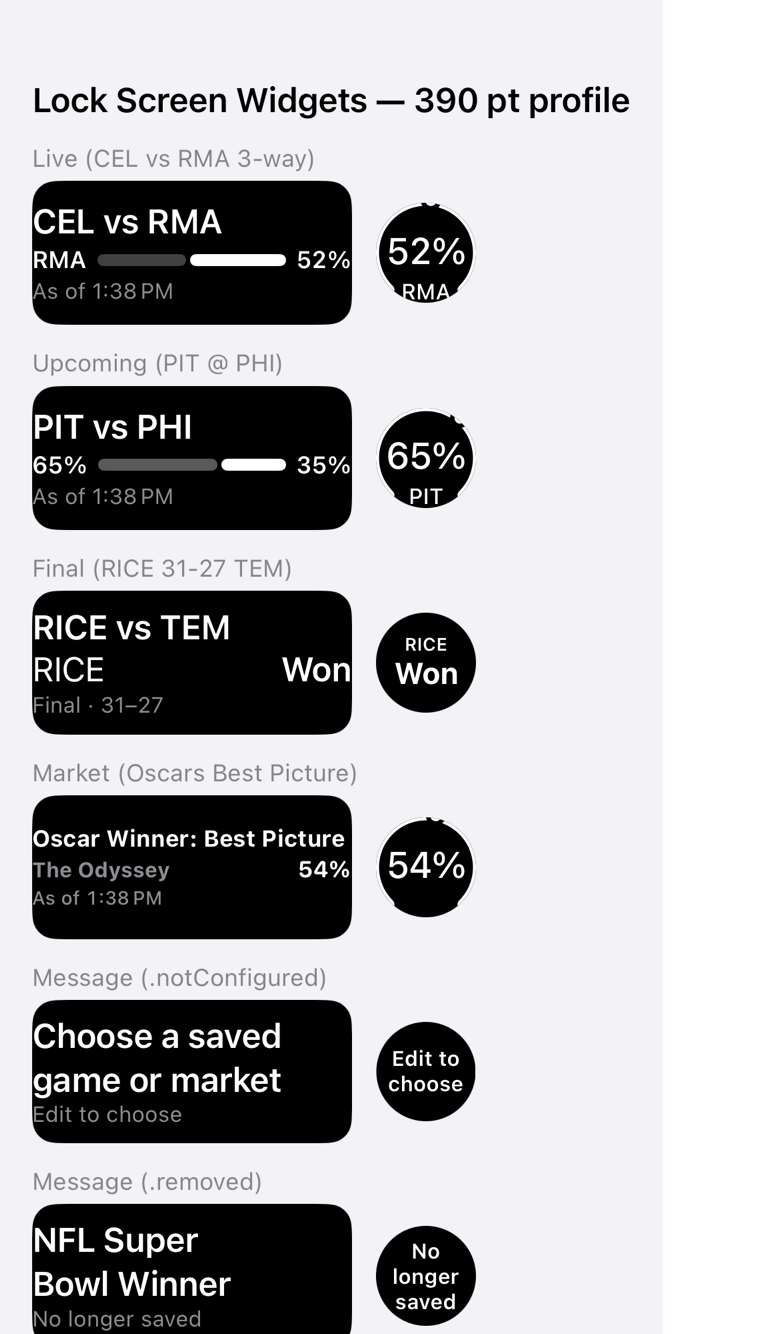 Lock Screen Widgets — 390 pt profile
Live (CEL vs RMA 3-way)
CEL vs RMA
RMA 52%
As of 1:38 PM
52%
RMA
Upcoming (PIT @ PHI)
PIT vs PHI
65% 35%
As of 1:38 PM
65%
PIT
Final (RICE 31-27 TEM)
RICE vs TEM
RICE Won
Final · 31–27
RICE
Won
Market (Oscars Best Picture)
Oscar Winner: Best Picture
The Odyssey 54%
As of 1:38 PM
54%
Message (.notConfigured)
Choose a saved
game or market
Edit to choose
Edit to
choose
Message (.removed)
NFL Super
Bowl Winner
No longer saved
No
longer
saved